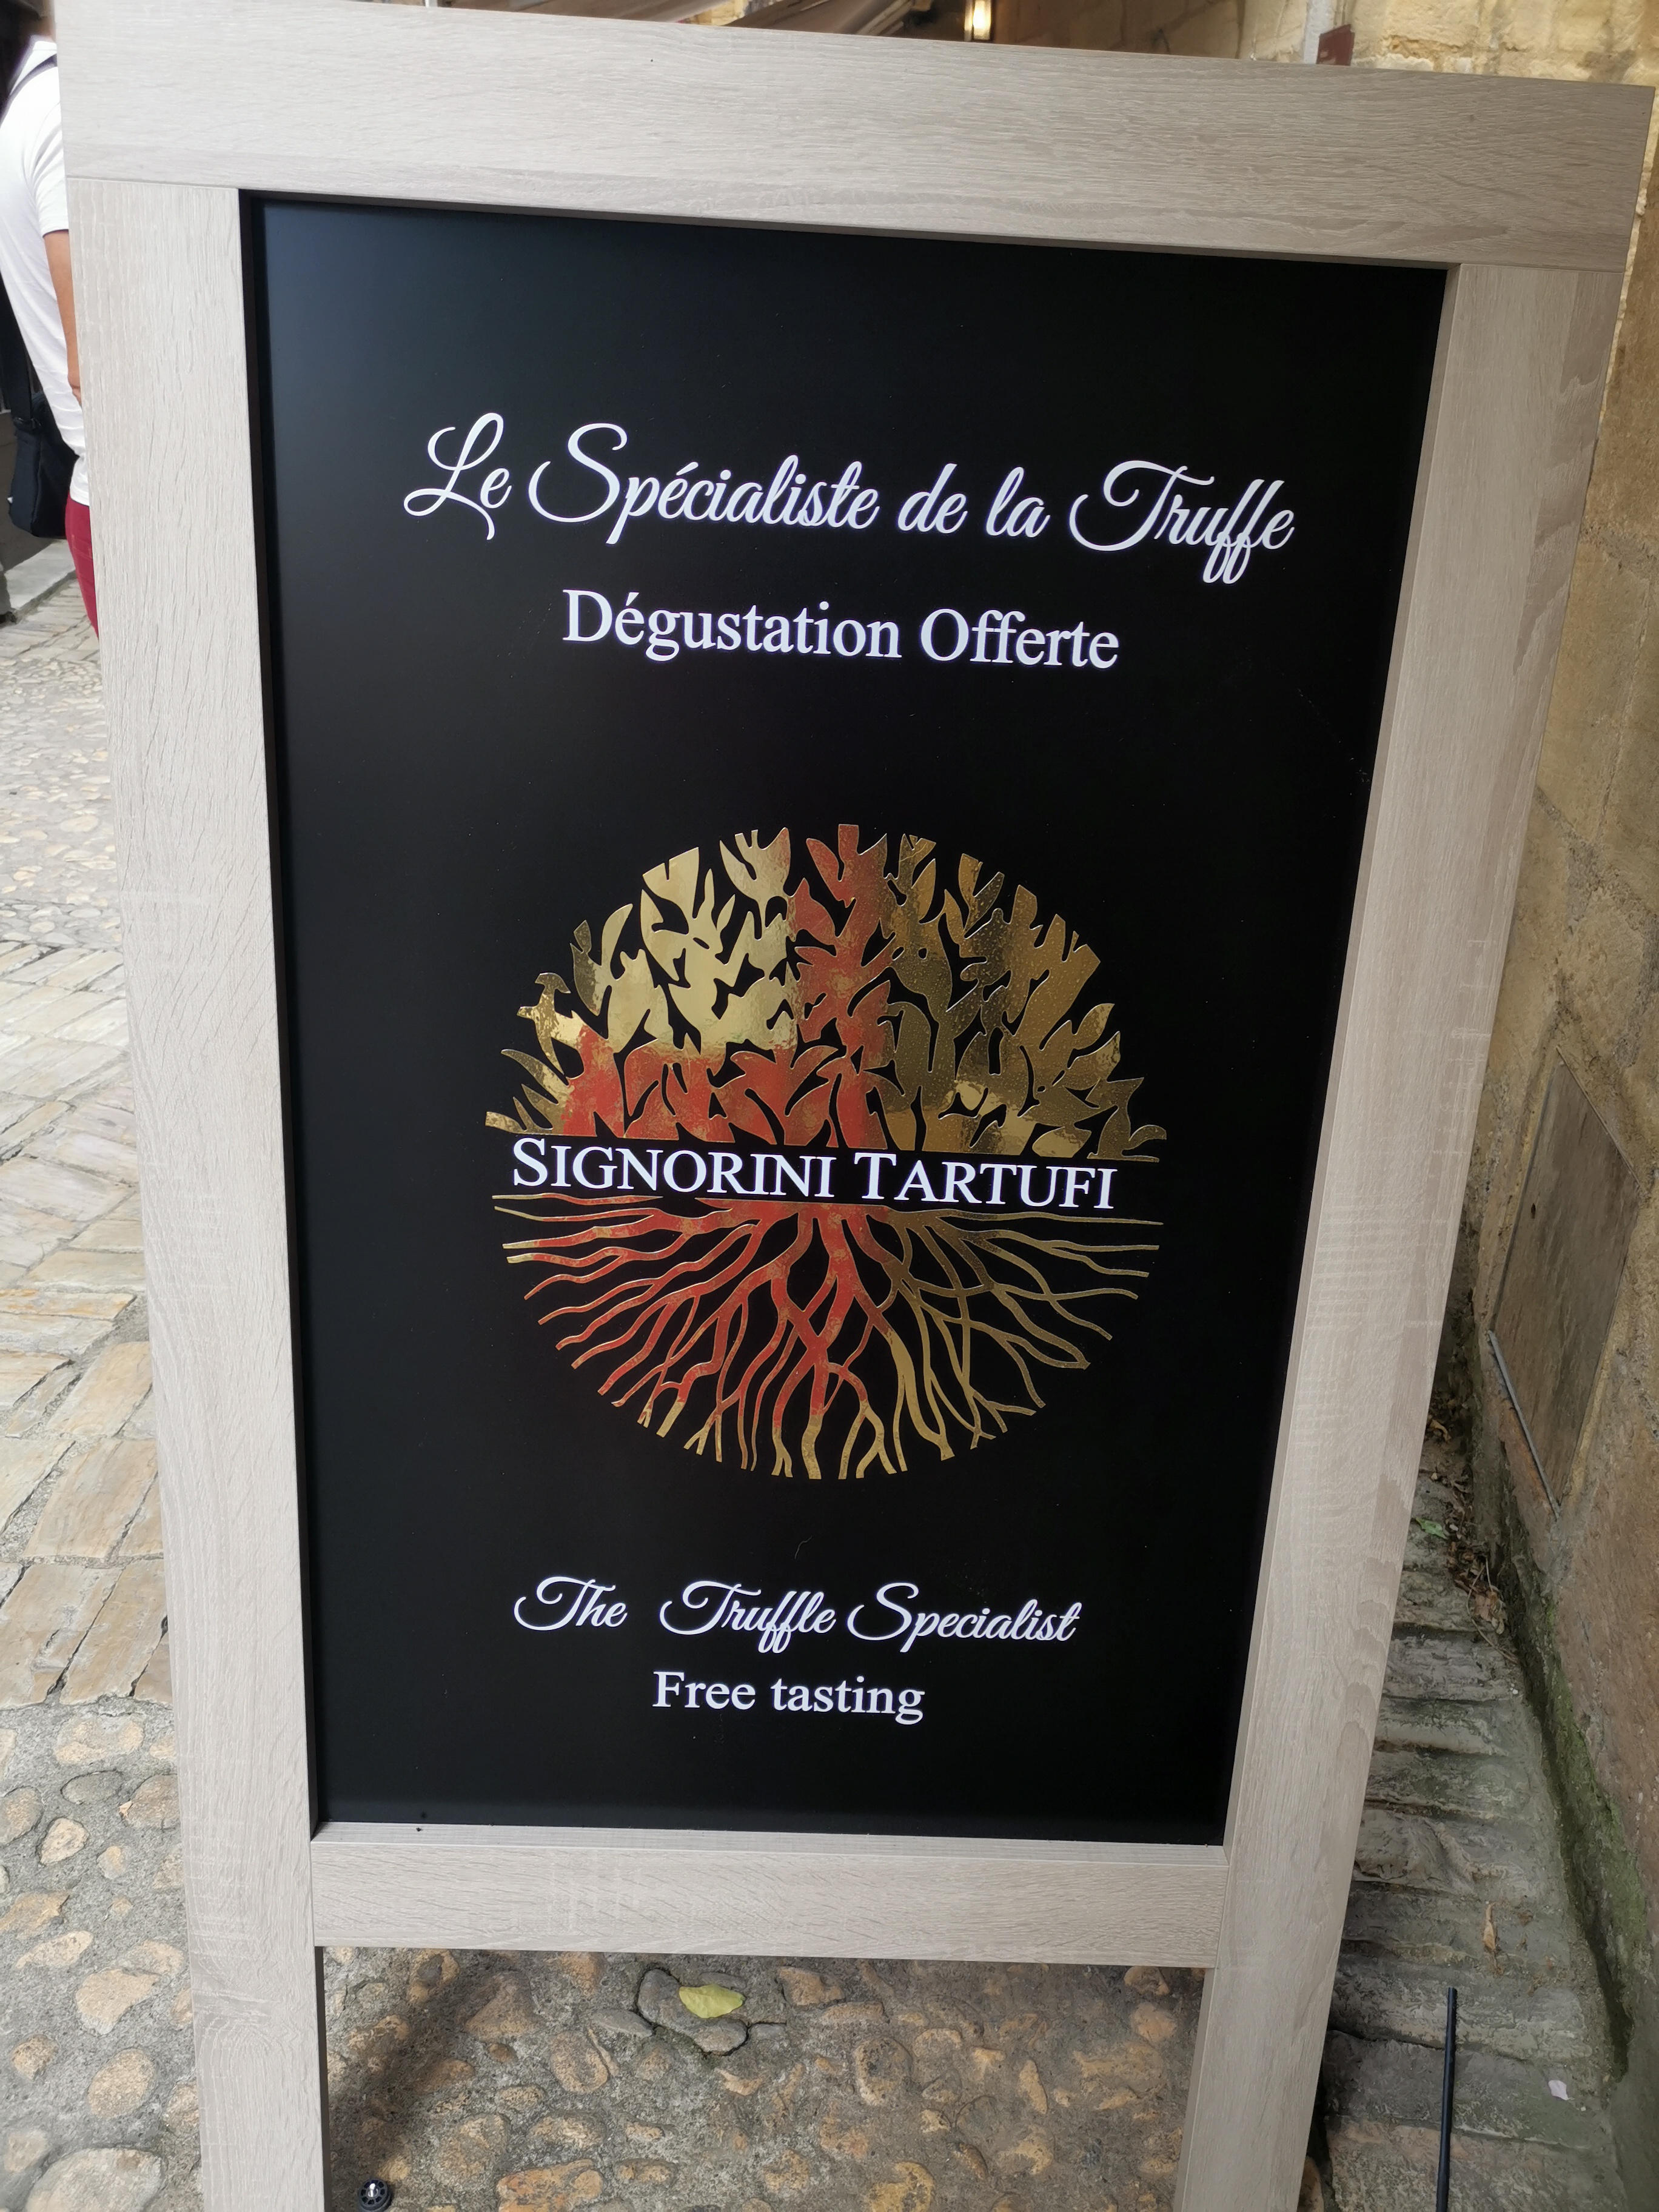 Le Spécialiste de la Truffe
Dégustation Offerte
SIGNORINI TARTUFI
The Truffle Specialist
Free tasting